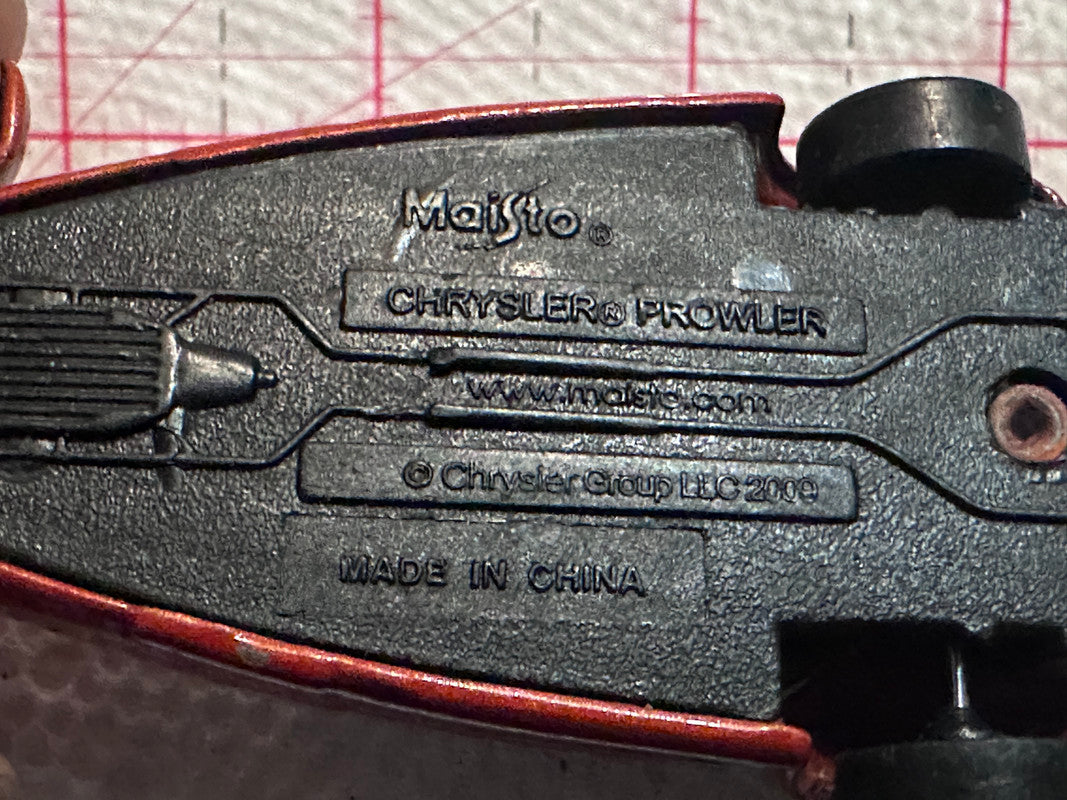 Maisto®
CHRYSLER® PROWLER
www.maisto.com
© Chrysler Group LLC 2009
MADE IN CHINA